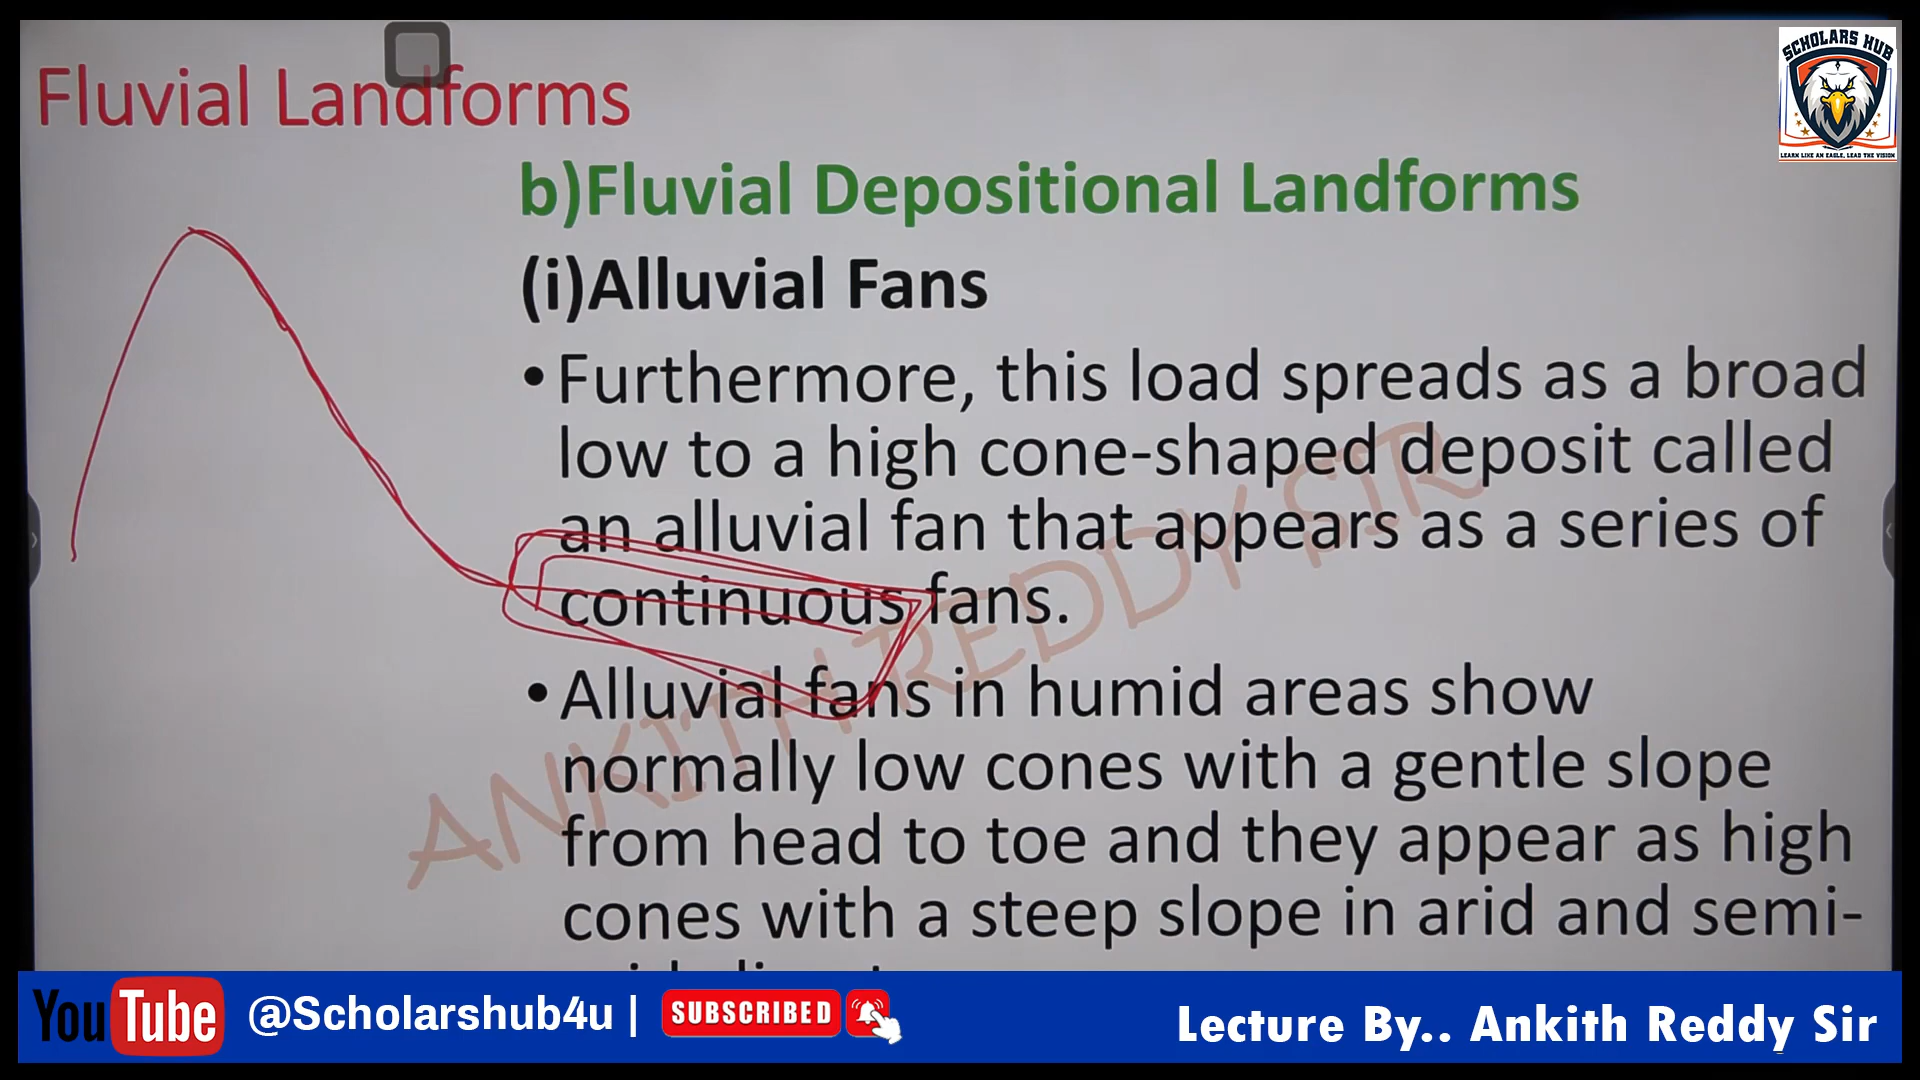 SCHOLARS HUB
LEARN LIKE AN EAGLE, LEAD THE VISION
Fluvial Landforms
b)Fluvial Depositional Landforms
(i)Alluvial Fans
•Furthermore, this load spreads as a broad
low to a high cone-shaped deposit called
an alluvial fan that appears as a series of
continuous fans.
•Alluvial fans in humid areas show
normally low cones with a gentle slope
from head to toe and they appear as high
cones with a steep slope in arid and semi-
ANKITH REDDY SIR
YouTube @Scholarshub4u | SUBSCRIBED
Lecture By.. Ankith Reddy Sir